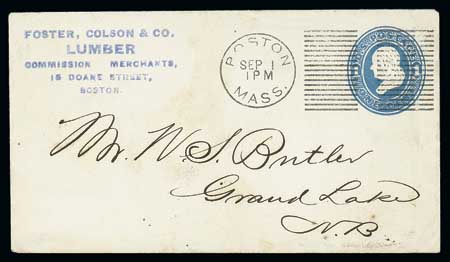 FOSTER, COLSON & CO.
LUMBER
COMMISSION MERCHANTS,
15 DOANE STREET,
BOSTON.
BOSTON
SEP 1
1 PM
MASS.
Mr. W. S. Butler
Grand Lake
N. B